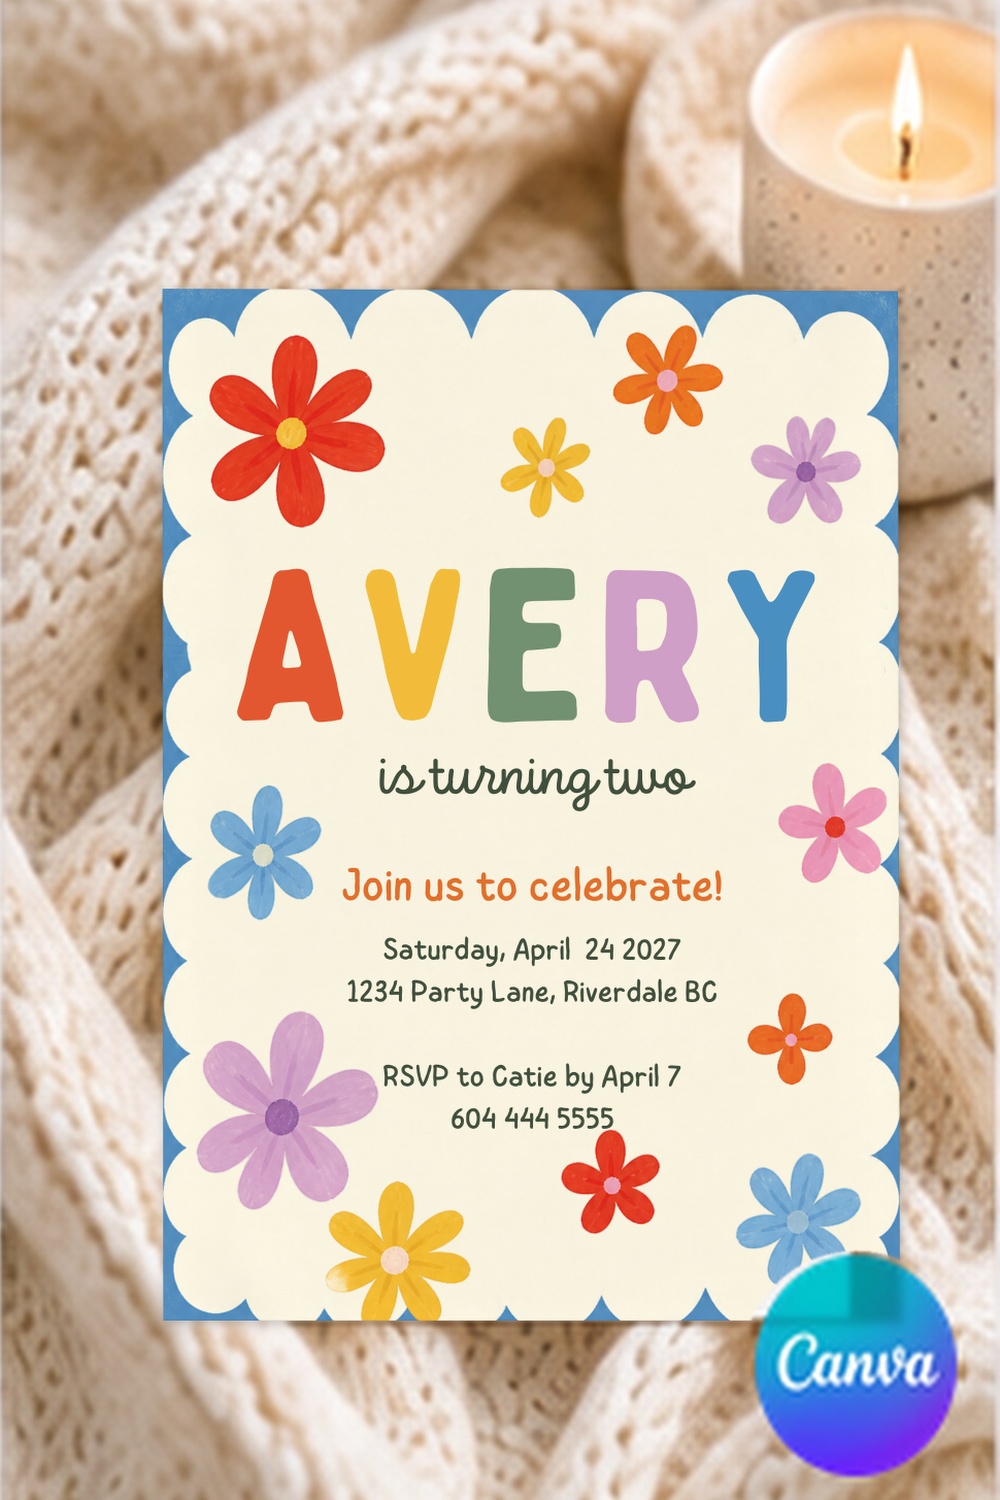 AVERY
is turning two
Join us to celebrate!
Saturday, April  24 2027
1234 Party Lane, Riverdale BC
RSVP to Catie by April 7
604 444 5555
Canva